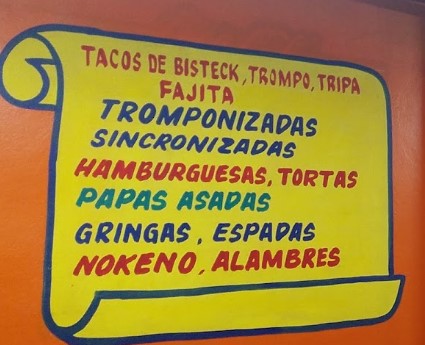 TACOS DE BISTECK, TROMPO, TRIPA
FAJITA
TROMPONIZADAS
SINCRONIZADAS
HAMBURGUESAS, TORTAS
PAPAS ASADAS
GRINGAS, ESPADAS
NOKENO, ALAMBRES